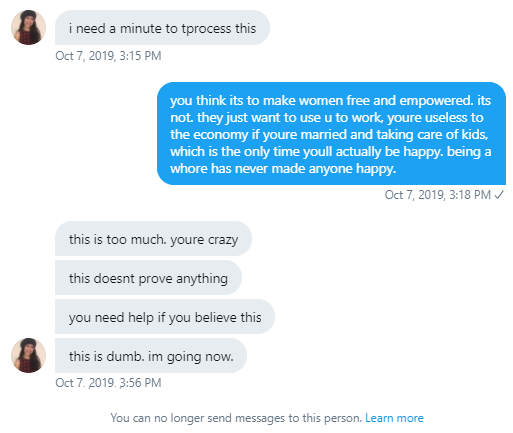 i need a minute to tprocess this
Oct 7, 2019, 3:15 PM
you think its to make women free and empowered. its
not. they just want to use u to work, youre useless to
the economy if youre married and taking care of kids,
which is the only time youll actually be happy. being a
whore has never made anyone happy.
Oct 7, 2019, 3:18 PM ✓
this is too much. youre crazy
this doesnt prove anything
you need help if you believe this
this is dumb. im going now.
Oct 7, 2019, 3:56 PM
You can no longer send messages to this person. Learn more